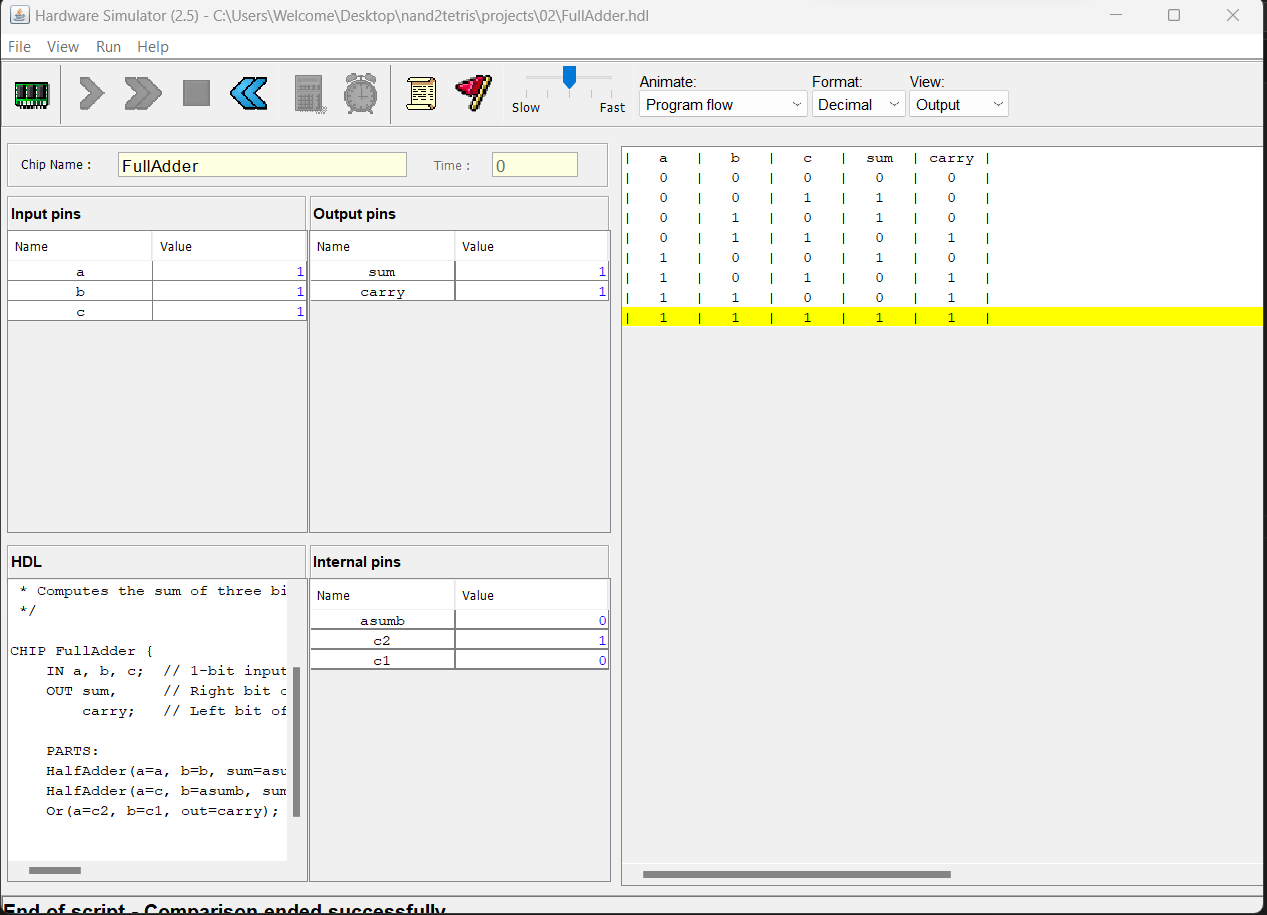 Hardware Simulator (2.5) - C:\Users\Welcome\Desktop\nand2tetris\projects\02\FullAdder.hdl
File View Run Help
Slow Fast
Animate: Format: View:
Program flow Decimal Output
Chip Name : FullAdder Time : 0
Input pins
Name Value
a 1
b 1
c 1
Output pins
Name Value
sum 1
carry 1
HDL
* Computes the sum of three bi
*/
CHIP FullAdder {
IN a, b, c; // 1-bit input
OUT sum, // Right bit o
carry; // Left bit of
PARTS:
HalfAdder(a=a, b=b, sum=asu
HalfAdder(a=c, b=asumb, sum
Or(a=c2, b=c1, out=carry);
Internal pins
Name Value
asumb 0
c2 1
c1 0
| a | b | c | sum | carry |
| 0 | 0 | 0 | 0 | 0 |
| 0 | 0 | 1 | 1 | 0 |
| 0 | 1 | 0 | 1 | 0 |
| 0 | 1 | 1 | 0 | 1 |
| 1 | 0 | 0 | 1 | 0 |
| 1 | 0 | 1 | 0 | 1 |
| 1 | 1 | 0 | 0 | 1 |
| 1 | 1 | 1 | 1 | 1 |
End of script - Comparison ended successfully